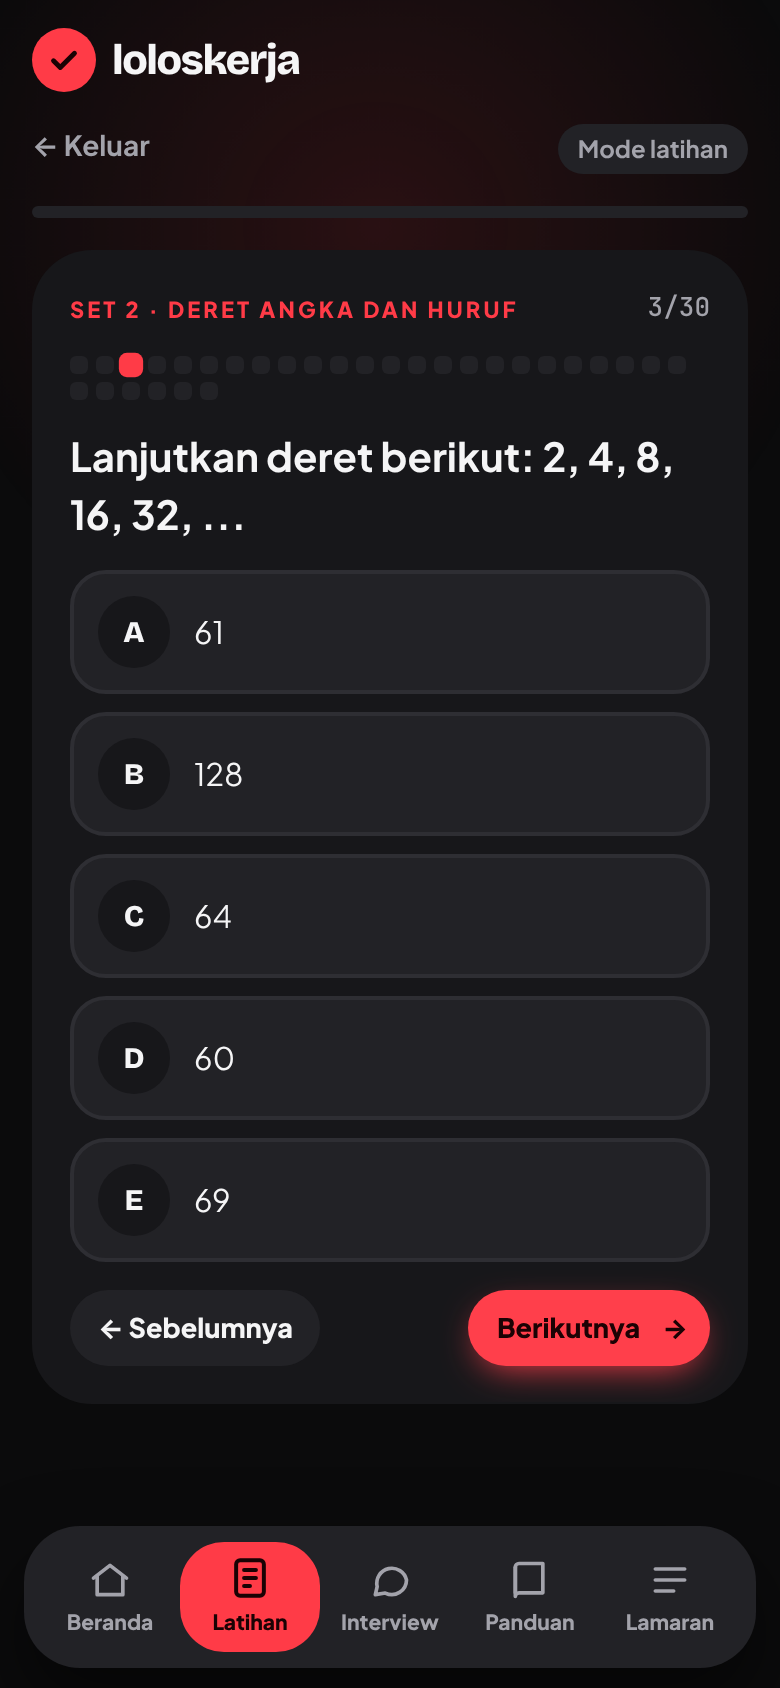 loloskerja
← Keluar
Mode latihan
SET 2 · DERET ANGKA DAN HURUF
3/30
Lanjutkan deret berikut: 2, 4, 8,
16, 32, ...
A 61
B 128
C 64
D 60
E 69
← Sebelumnya
Berikutnya →
Beranda
Latihan
Interview
Panduan
Lamaran